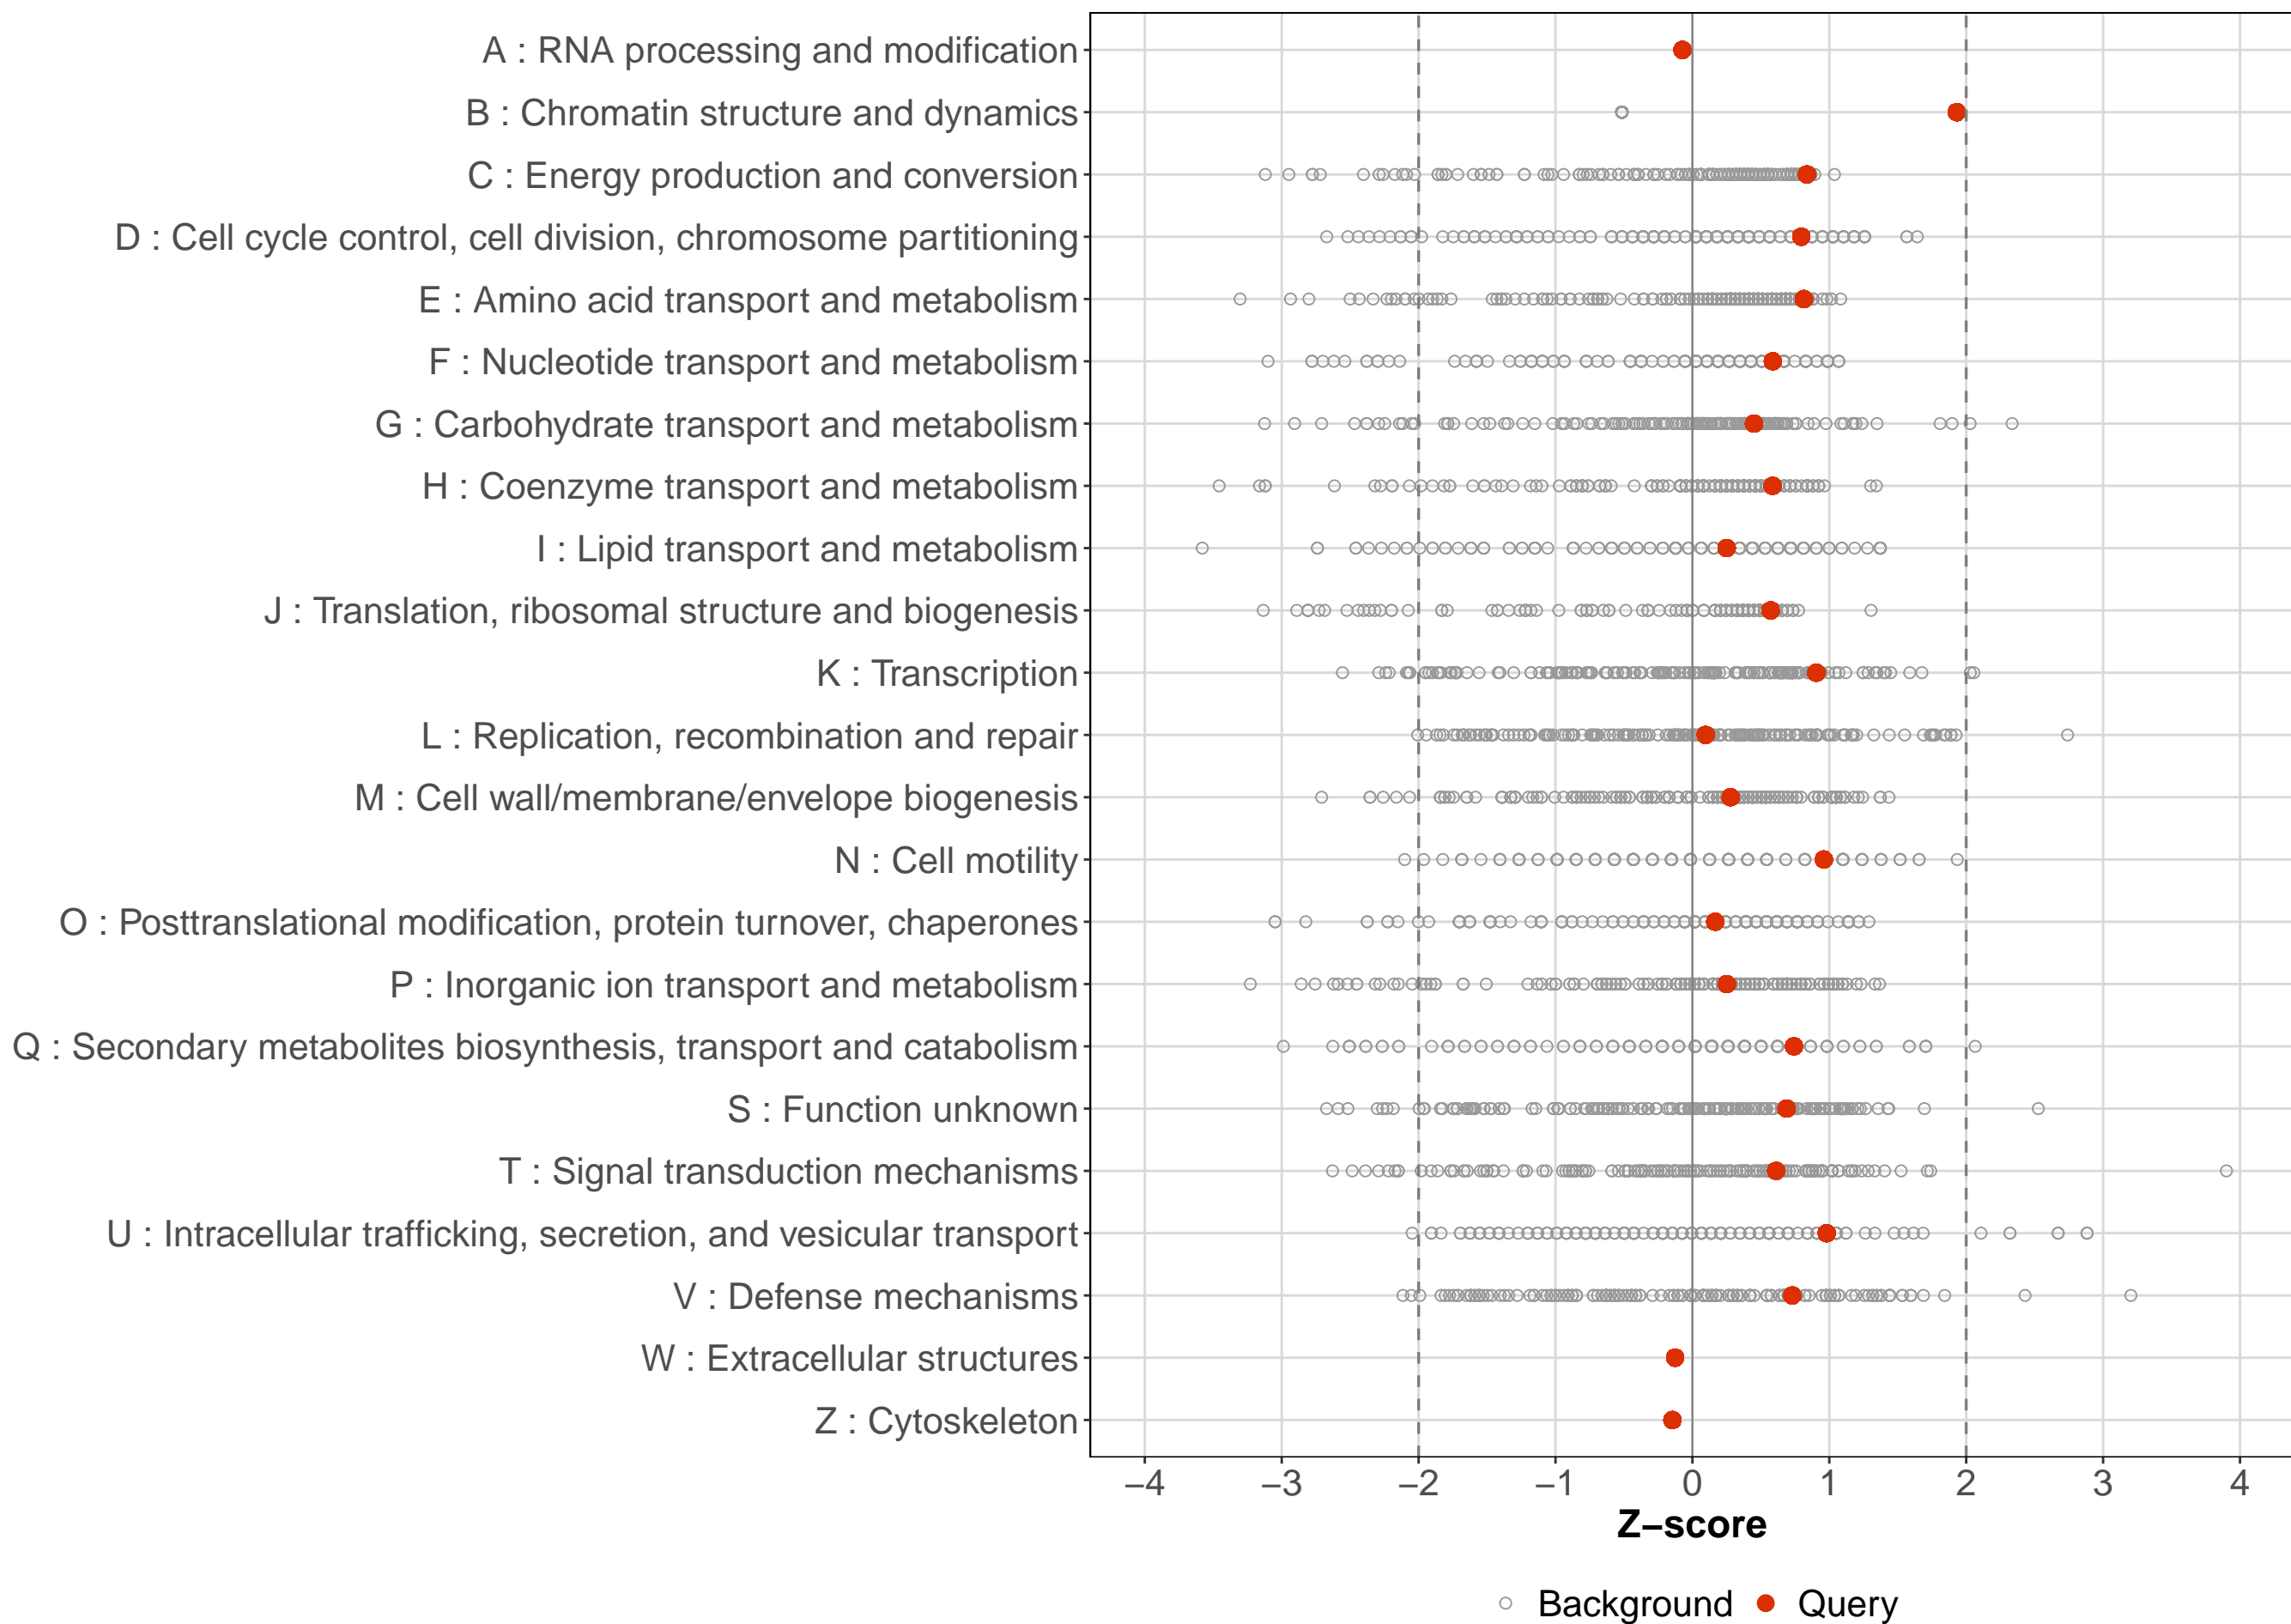 A : RNA processing and modification
B : Chromatin structure and dynamics
C : Energy production and conversion
D : Cell cycle control, cell division, chromosome partitioning
E : Amino acid transport and metabolism
F : Nucleotide transport and metabolism
G : Carbohydrate transport and metabolism
H : Coenzyme transport and metabolism
I : Lipid transport and metabolism
J : Translation, ribosomal structure and biogenesis
K : Transcription
L : Replication, recombination and repair
M : Cell wall/membrane/envelope biogenesis
N : Cell motility
O : Posttranslational modification, protein turnover, chaperones
P : Inorganic ion transport and metabolism
Q : Secondary metabolites biosynthesis, transport and catabolism
S : Function unknown
T : Signal transduction mechanisms
U : Intracellular trafficking, secretion, and vesicular transport
V : Defense mechanisms
W : Extracellular structures
Z : Cytoskeleton
−4 −3 −2 −1 0 1 2 3 4
Z−score
Background Query